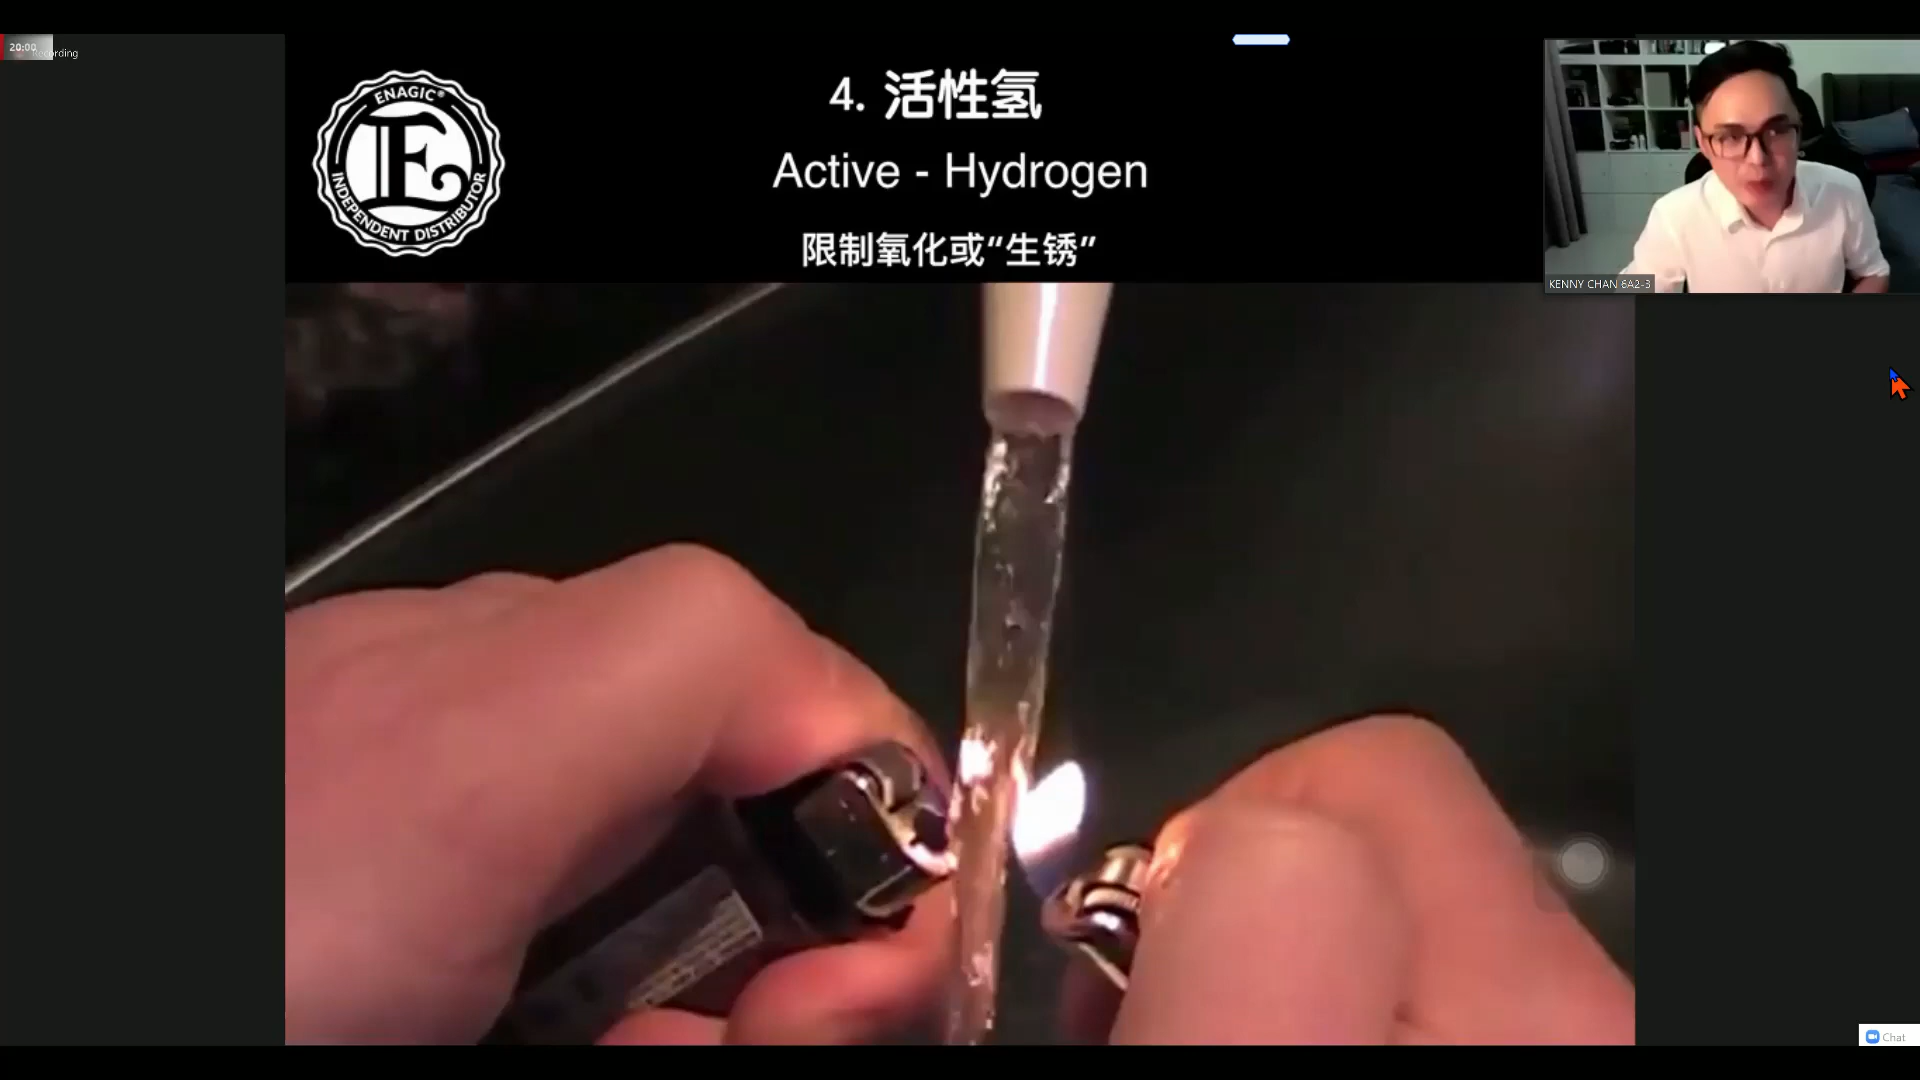 20:00
Recording
ENAGIC®
E
INDEPENDENT DISTRIBUTOR
4. 活性氢
Active - Hydrogen
限制氧化或“生锈”
KENNY CHAN 6A2-3
Chat